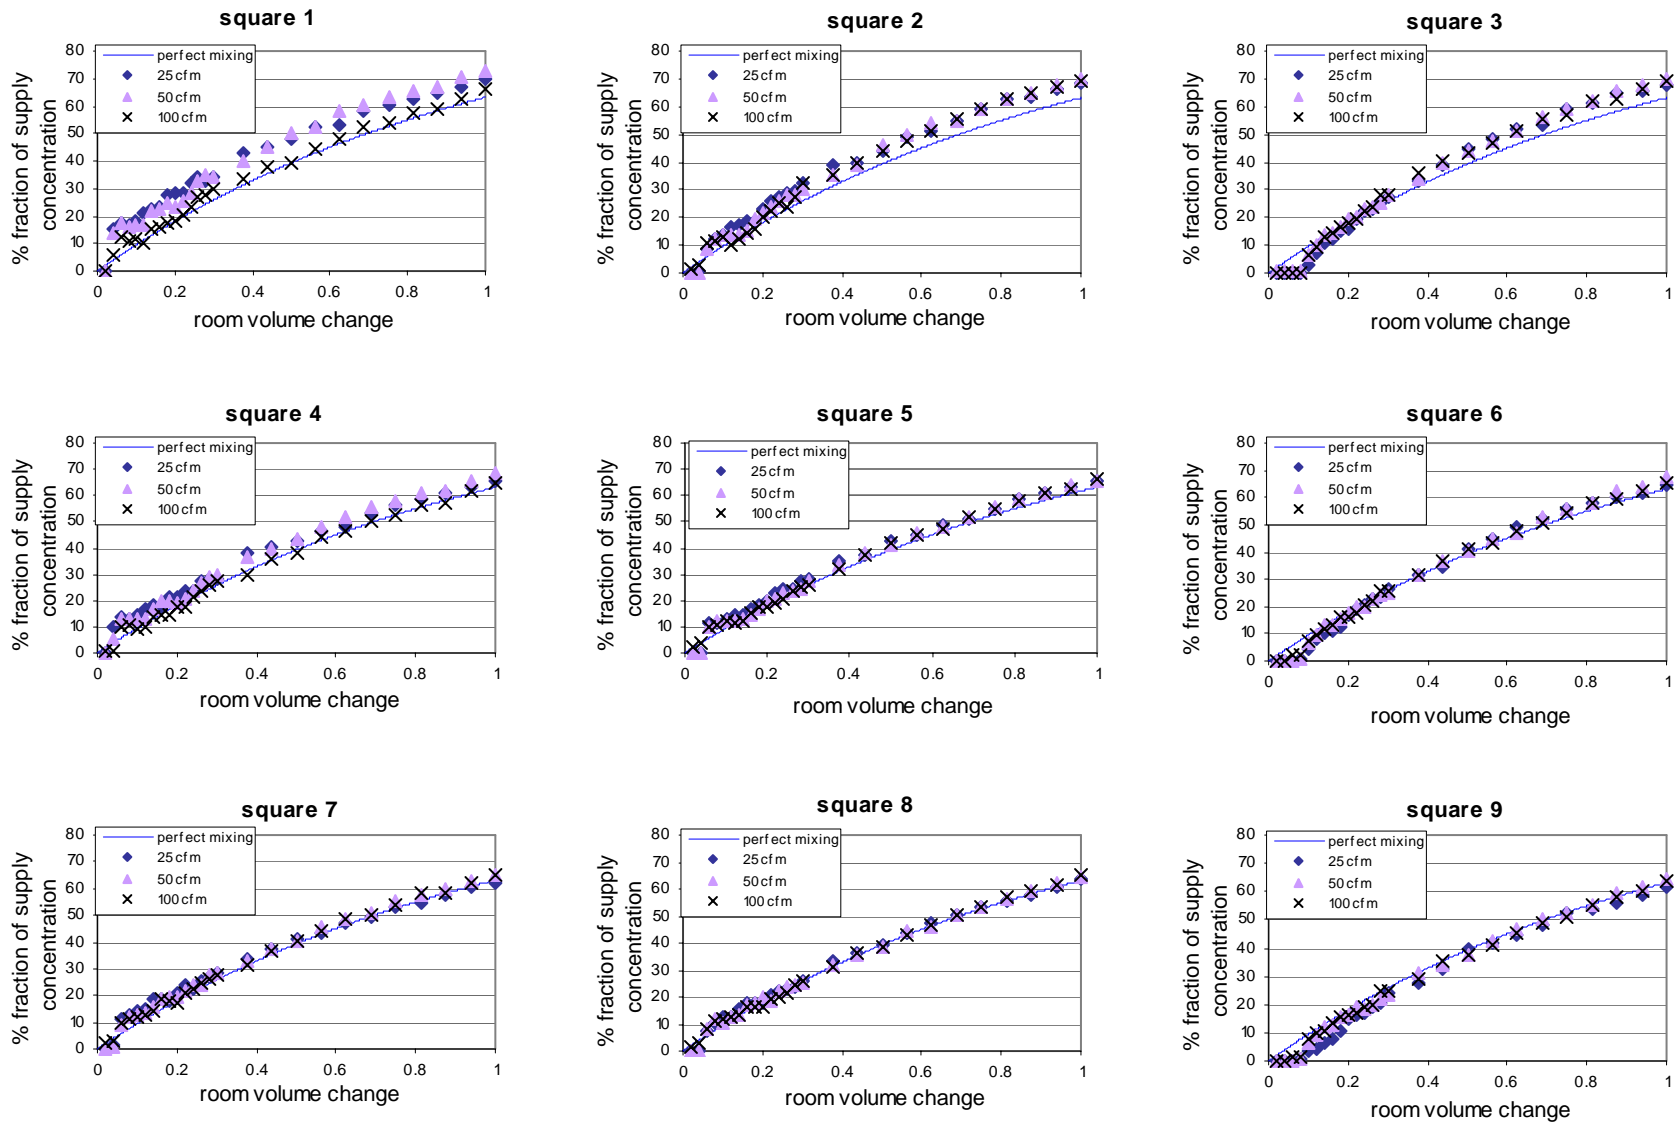 square 1
perfect mixing
25 cfm
50 cfm
100 cfm
% fraction of supply
concentration
80
70
60
50
40
30
20
10
0
0 0.2 0.4 0.6 0.8 1
room volume change
square 2
perfect mixing
25 cfm
50 cfm
100 cfm
% fraction of supply
concentration
80
70
60
50
40
30
20
10
0
0 0.2 0.4 0.6 0.8 1
room volume change
square 3
perfect mixing
25 cfm
50 cfm
100 cfm
% fraction of supply
concentration
80
70
60
50
40
30
20
10
0
0 0.2 0.4 0.6 0.8 1
room volume change
square 4
perfect mixing
25 cfm
50 cfm
100 cfm
% fraction of supply
concentration
80
70
60
50
40
30
20
10
0
0 0.2 0.4 0.6 0.8 1
room volume change
square 5
perfect mixing
25 cfm
50 cfm
100 cfm
% fraction of supply
concentration
80
70
60
50
40
30
20
10
0
0 0.2 0.4 0.6 0.8 1
room volume change
square 6
perfect mixing
25 cfm
50 cfm
100 cfm
% fraction of supply
concentration
80
70
60
50
40
30
20
10
0
0 0.2 0.4 0.6 0.8 1
room volume change
square 7
perfect mixing
25 cfm
50 cfm
100 cfm
% fraction of supply
concentration
80
70
60
50
40
30
20
10
0
0 0.2 0.4 0.6 0.8 1
room volume change
square 8
perfect mixing
25 cfm
50 cfm
100 cfm
% fraction of supply
concentration
80
70
60
50
40
30
20
10
0
0 0.2 0.4 0.6 0.8 1
room volume change
square 9
perfect mixing
25 cfm
50 cfm
100 cfm
% fraction of supply
concentration
80
70
60
50
40
30
20
10
0
0 0.2 0.4 0.6 0.8 1
room volume change